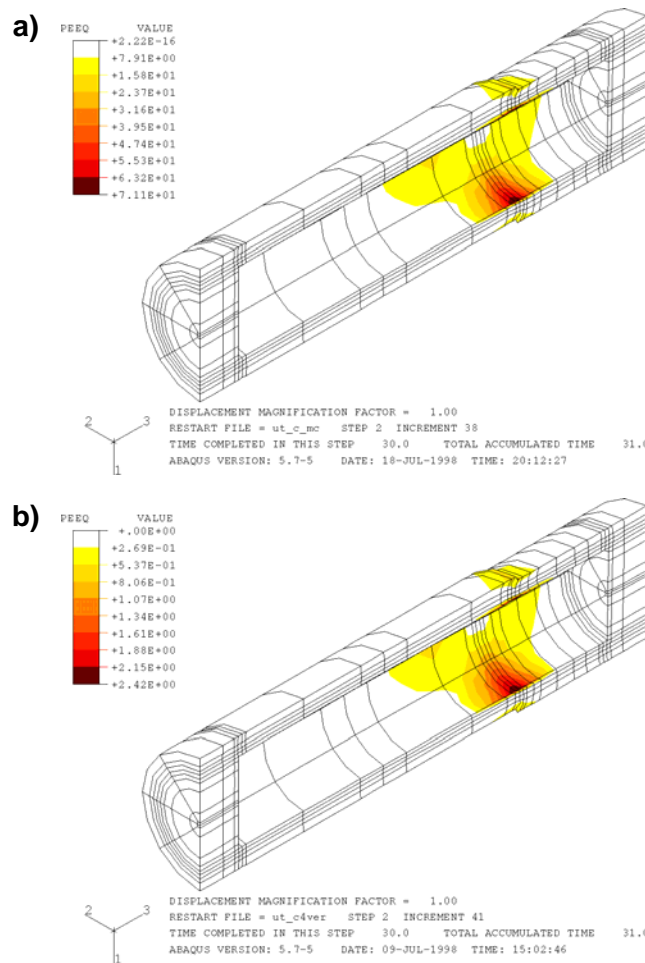 a)
PEEQ VALUE
+2.22E-16
+7.91E+00
+1.58E+01
+2.37E+01
+3.16E+01
+3.95E+01
+4.74E+01
+5.53E+01
+6.32E+01
+7.11E+01
2 3
1
DISPLACEMENT MAGNIFICATION FACTOR = 1.00
RESTART FILE = ut_c_mc STEP 2 INCREMENT 38
TIME COMPLETED IN THIS STEP 30.0 TOTAL ACCUMULATED TIME 31.0
ABAQUS VERSION: 5.7-5 DATE: 18-JUL-1998 TIME: 20:12:27
b)
PEEQ VALUE
+.00E+00
+2.69E-01
+5.37E-01
+8.06E-01
+1.07E+00
+1.34E+00
+1.61E+00
+1.88E+00
+2.15E+00
+2.42E+00
2 3
1
DISPLACEMENT MAGNIFICATION FACTOR = 1.00
RESTART FILE = ut_c4ver STEP 2 INCREMENT 41
TIME COMPLETED IN THIS STEP 30.0 TOTAL ACCUMULATED TIME 31.0
ABAQUS VERSION: 5.7-5 DATE: 09-JUL-1998 TIME: 15:02:46